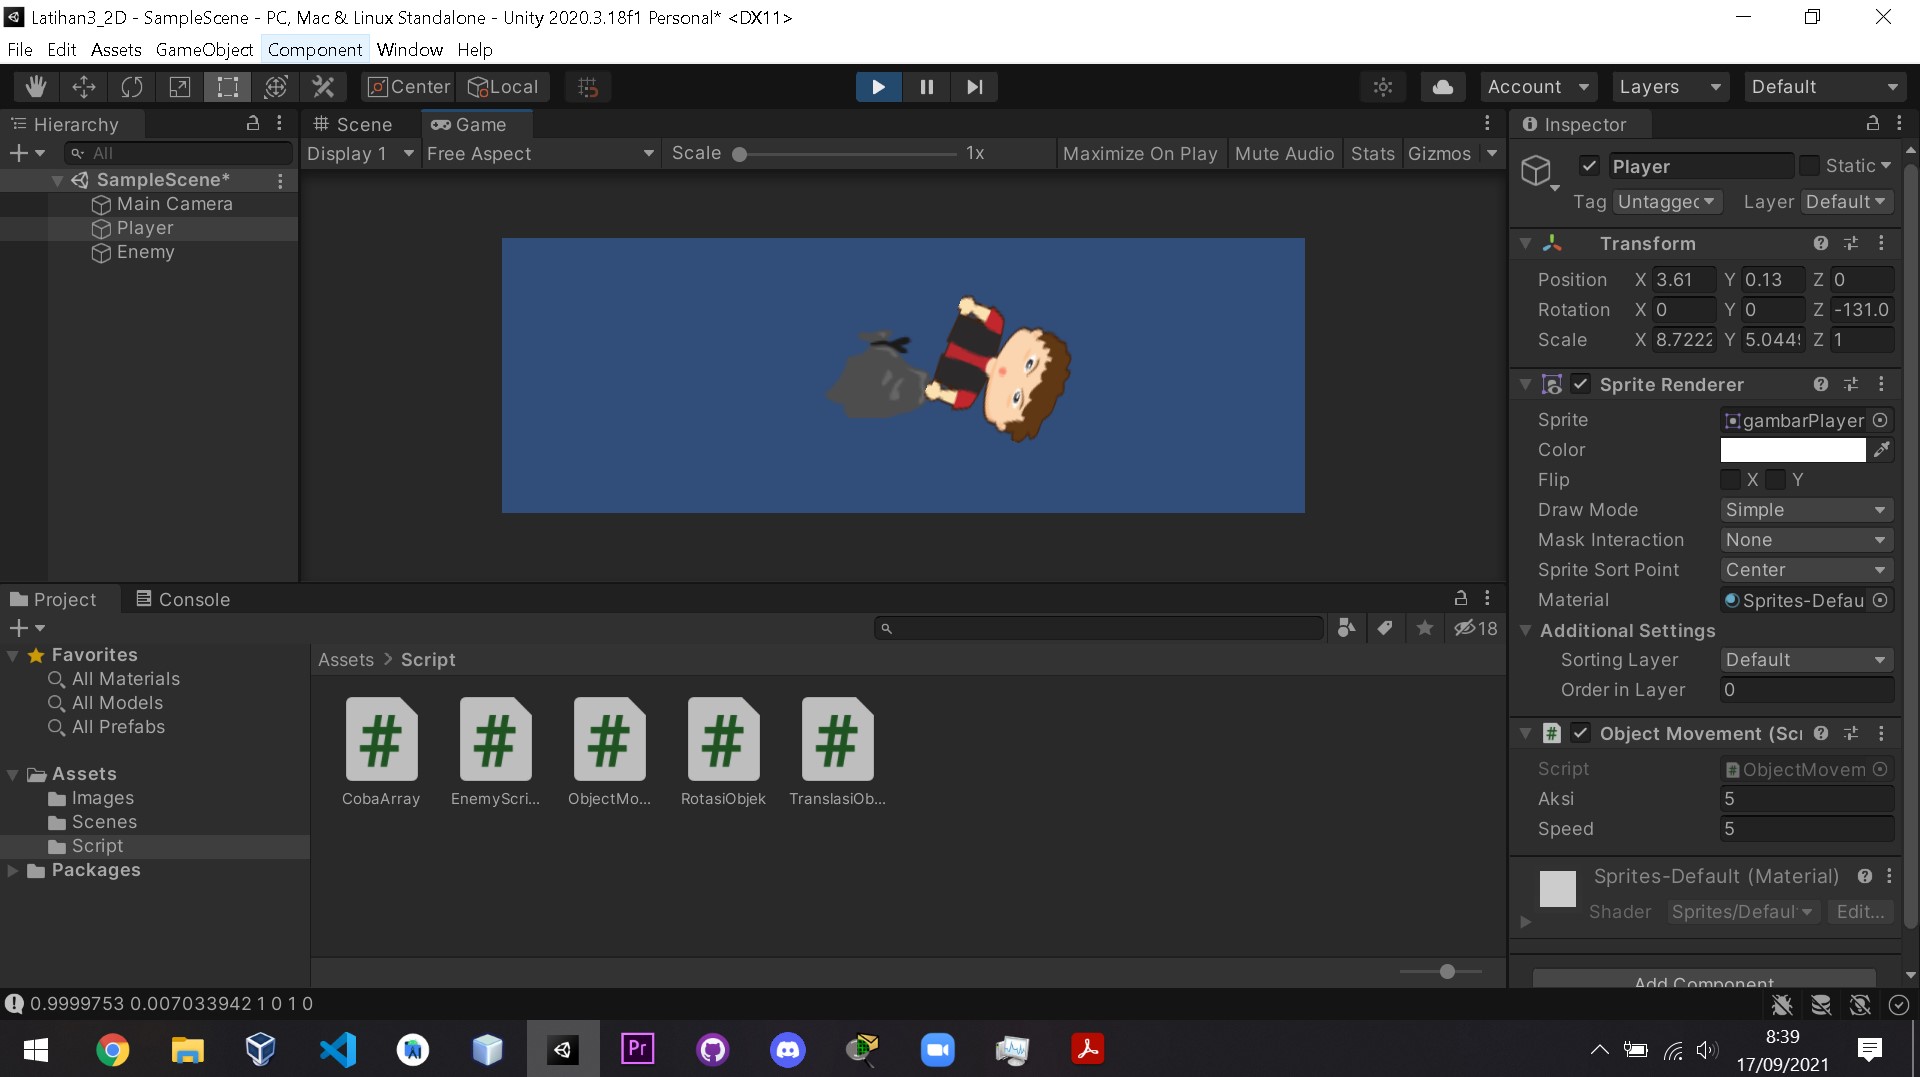 Latihan3_2D - SampleScene - PC, Mac & Linux Standalone - Unity 2020.3.18f1 Personal* <DX11>
File Edit Assets GameObject Component Window Help
Center Local Account Layers Default
Hierarchy
All
SampleScene*
Main Camera
Player
Enemy
Scene Game
Display 1 Free Aspect Scale 1x Maximize On Play Mute Audio Stats Gizmos
Inspector
Player Static
Tag Untagged Layer Default
Transform
Position X 3.61 Y 0.13 Z 0
Rotation X 0 Y 0 Z -131.0
Scale X 8.7222 Y 5.0449 Z 1
Sprite Renderer
Sprite gambarPlayer
Color
Flip X Y
Draw Mode Simple
Mask Interaction None
Sprite Sort Point Center
Material Sprites-Defau
Additional Settings
Sorting Layer Default
Order in Layer 0
Object Movement (Scr
Script ObjectMovem
Aksi 5
Speed 5
Sprites-Default (Material)
Shader Sprites/Defaul Edit...
Add Component
Project Console
18
Favorites
All Materials
All Models
All Prefabs
Assets
Images
Scenes
Script
Packages
Assets > Script
CobaArray EnemyScri... ObjectMo... RotasiObjek TranslasiOb...
0.9999753 0.007033942 1 0 1 0
Pr
8:39
17/09/2021